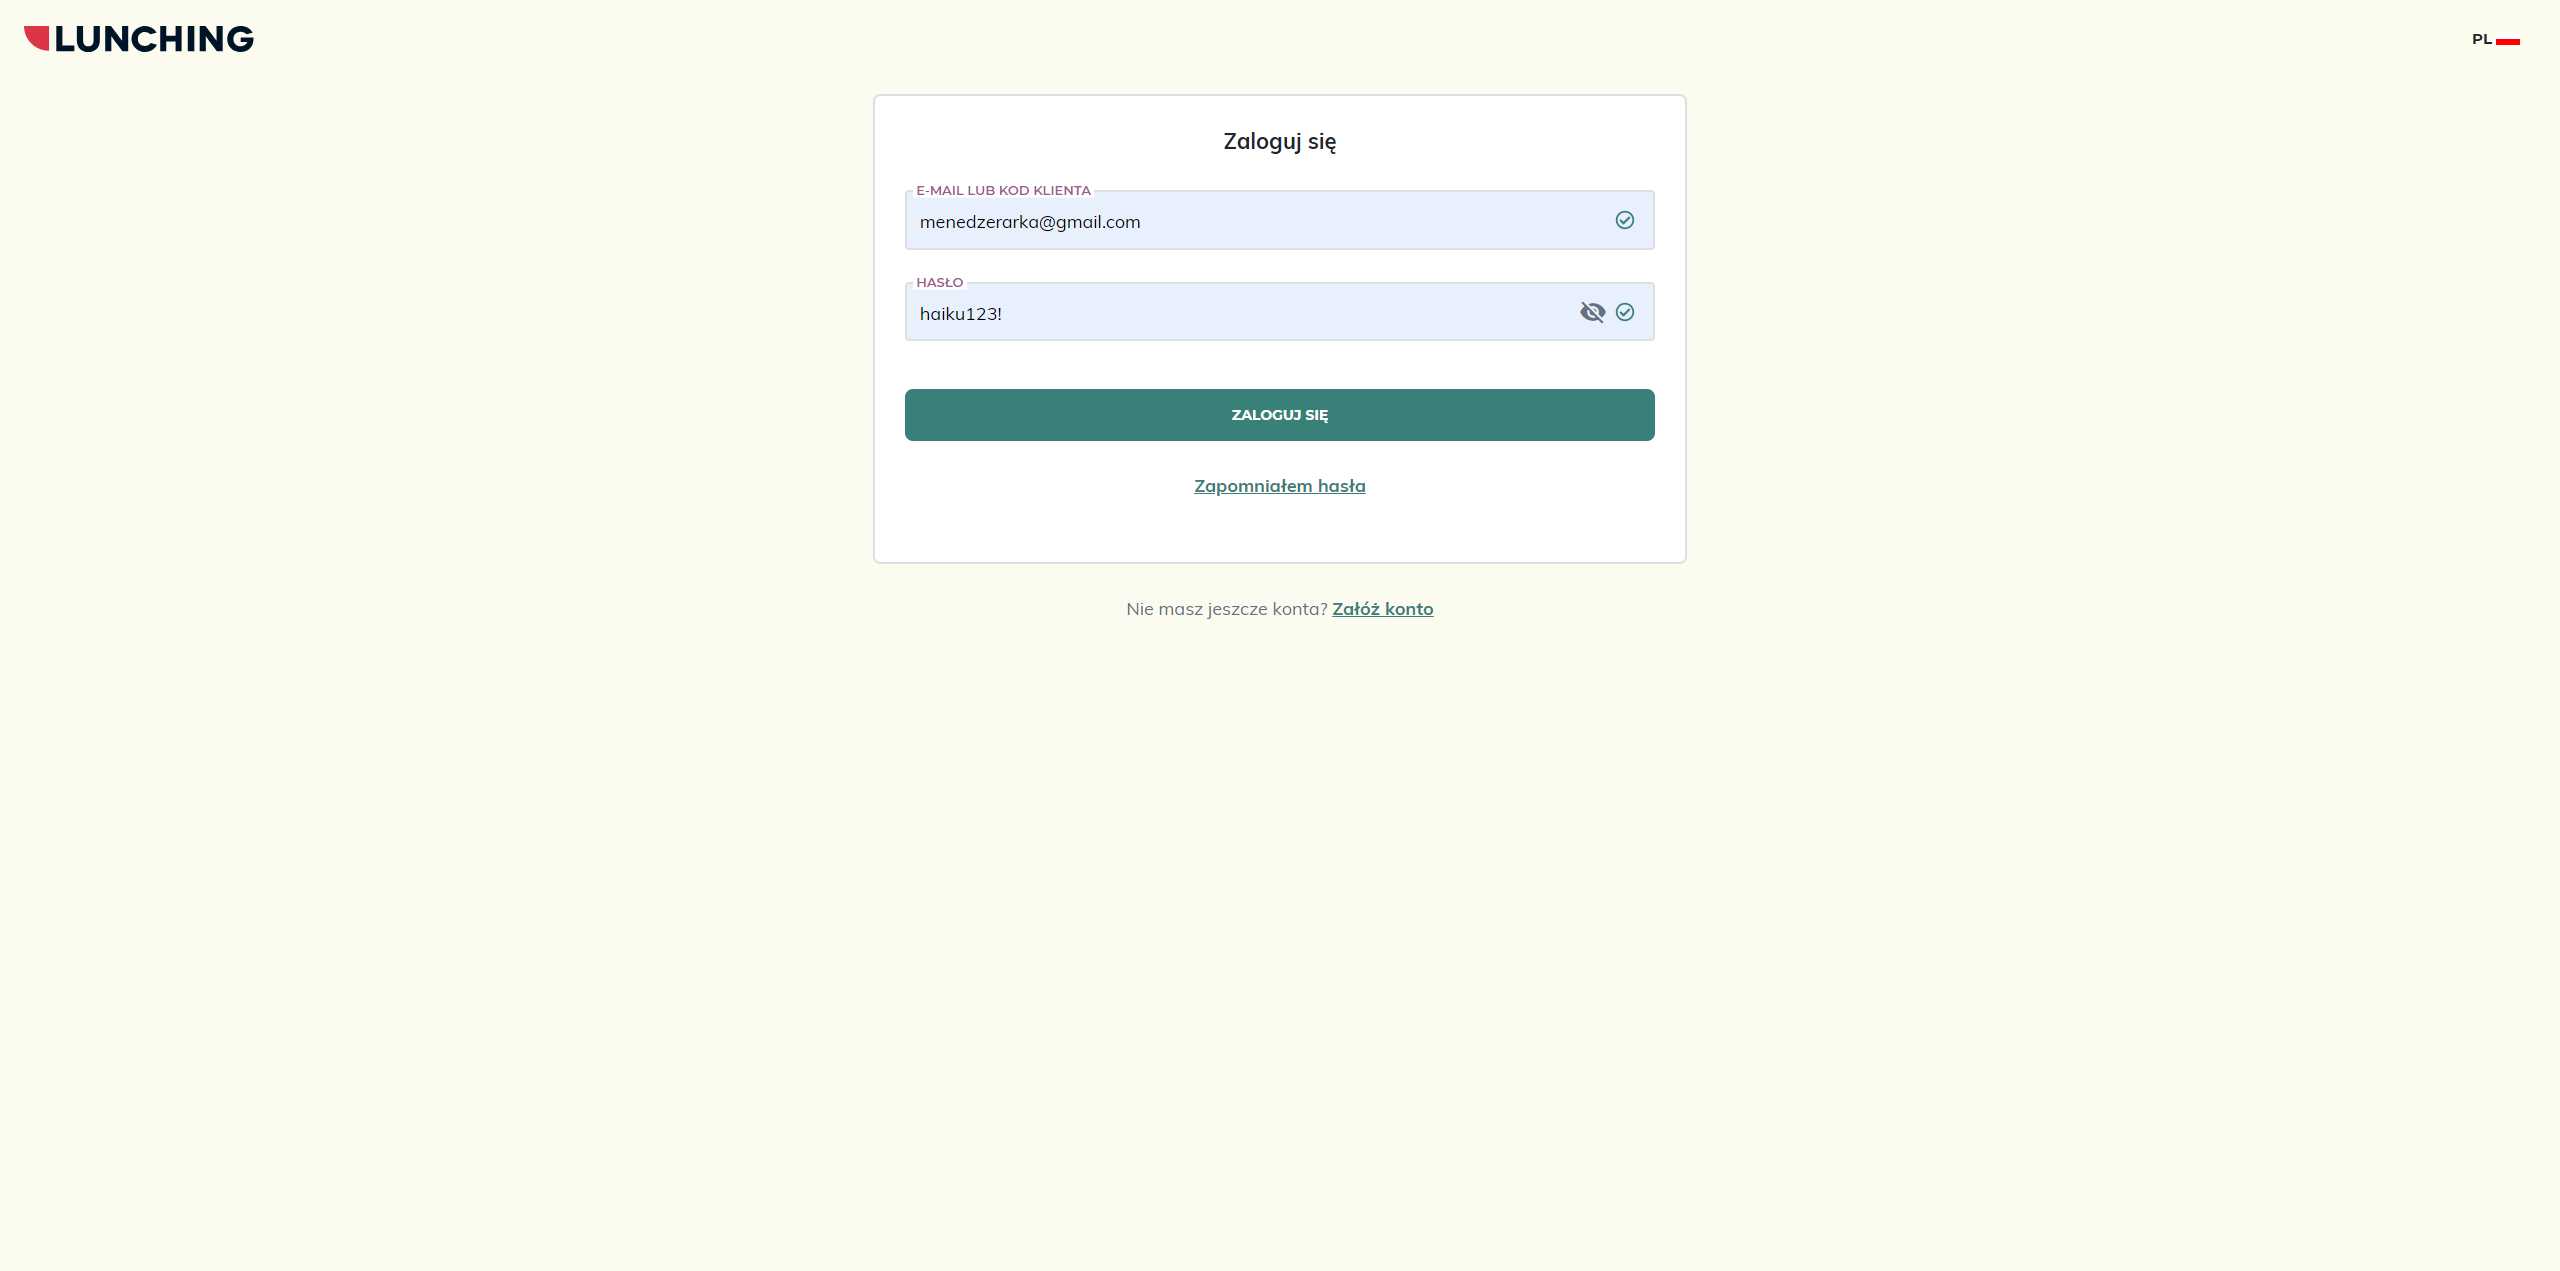 LUNCHING
PL
Zaloguj się
E-MAIL LUB KOD KLIENTA
menedzerarka@gmail.com
HASŁO
haiku123!
ZALOGUJ SIĘ
Zapomniałem hasła
Nie masz jeszcze konta? Załóż konto